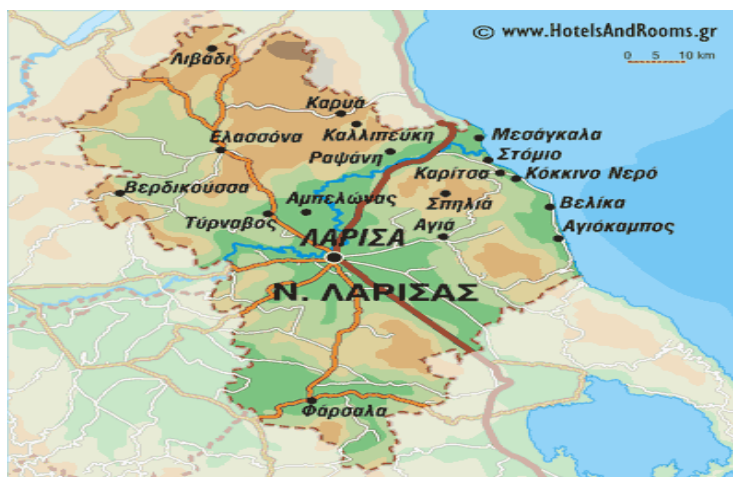 © www.HotelsAndRooms.gr
0 5 10 km
Λιβάδι
Καρυά
Καλλιπεύκη
Μεσάγκαλα
Ελασσόνα
Ραψάνη
Στόμιο
Καρίτσα
Κόκκινο Νερό
Βερδικούσσα
Αμπελώνας
Σπηλιά
Βελίκα
Τύρναβος
Αγιά
Αγιόκαμπος
ΛΑΡΙΣΑ
Ν. ΛΑΡΙΣΑΣ
Φάρσαλα